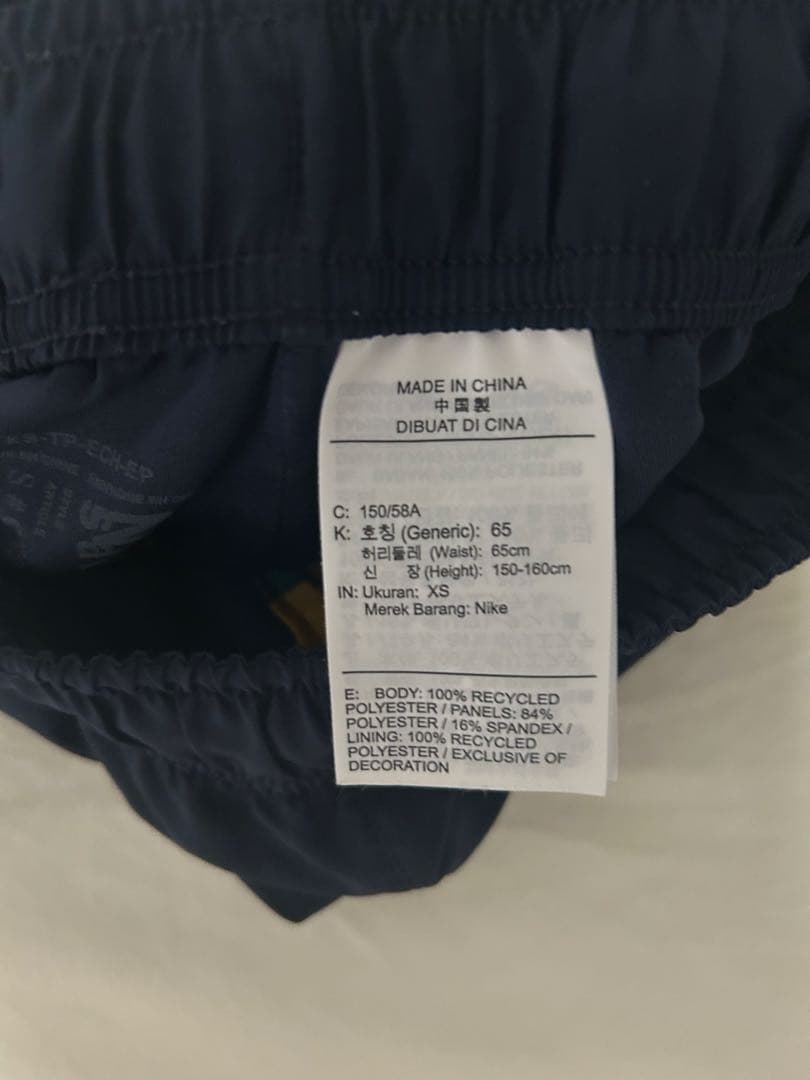 MADE IN CHINA
中国製
DIBUAT DI CINA
C: 150/58A
K: 호칭 (Generic): 65
허리둘레 (Waist): 65cm
신 장 (Height): 150-160cm
IN: Ukuran: XS
Merek Barang: Nike
E: BODY: 100% RECYCLED
POLYESTER / PANELS: 84%
POLYESTER / 16% SPANDEX /
LINING: 100% RECYCLED
POLYESTER / EXCLUSIVE OF
DECORATION